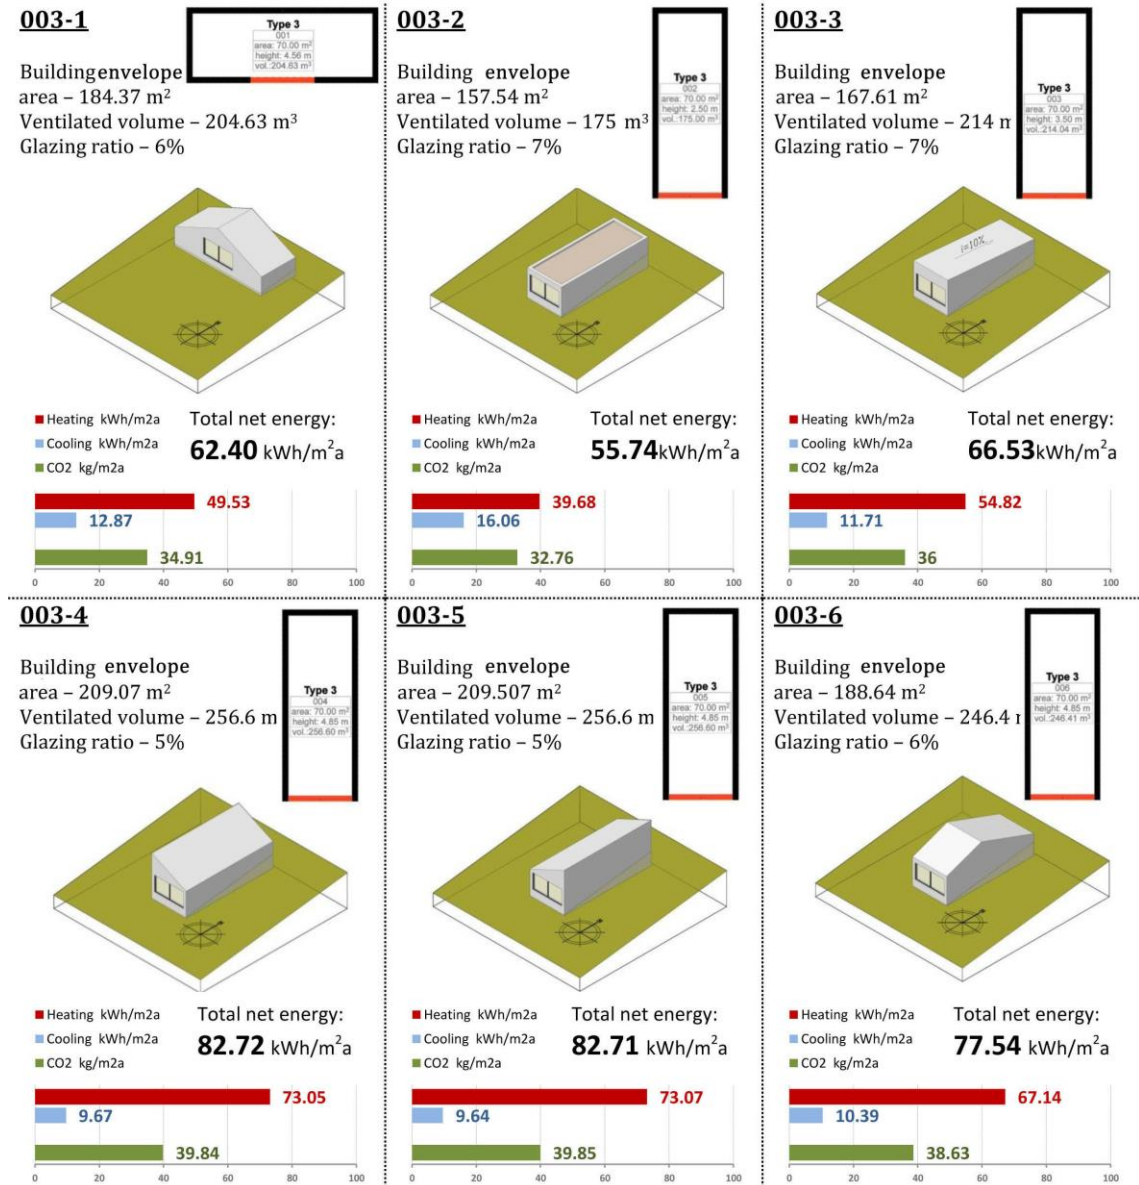 003-1
Type 3
001
area: 70.00 m²
height: 4.56 m
vol.:204.63 m³
Building envelope
area – 184.37 m²
Ventilated volume – 204.63 m³
Glazing ratio – 6%
Heating kWh/m2a
Cooling kWh/m2a
CO2 kg/m2a
Total net energy:
62.40 kWh/m²a
49.53
12.87
34.91
0 20 40 60 80 100
003-2
Type 3
002
area: 70.00 m²
height: 2.50 m
vol.:175.00 m³
Building envelope
area – 157.54 m²
Ventilated volume – 175 m³
Glazing ratio – 7%
Heating kWh/m2a
Cooling kWh/m2a
CO2 kg/m2a
Total net energy:
55.74kWh/m²a
39.68
16.06
32.76
0 20 40 60 80 100
003-3
Type 3
003
area: 70.00 m²
height: 3.50 m
vol.:214.04 m³
Building envelope
area – 167.61 m²
Ventilated volume – 214 m
Glazing ratio – 7%
i=10%
Heating kWh/m2a
Cooling kWh/m2a
CO2 kg/m2a
Total net energy:
66.53kWh/m²a
54.82
11.71
36
0 20 40 60 80 100
003-4
Type 3
004
area: 70.00 m²
height: 4.85 m
vol.:256.60 m³
Building envelope
area – 209.07 m²
Ventilated volume – 256.6 m
Glazing ratio – 5%
Heating kWh/m2a
Cooling kWh/m2a
CO2 kg/m2a
Total net energy:
82.72 kWh/m²a
73.05
9.67
39.84
0 20 40 60 80 100
003-5
Type 3
005
area: 70.00 m²
height: 4.85 m
vol.:256.60 m³
Building envelope
area – 209.507 m²
Ventilated volume – 256.6 m
Glazing ratio – 5%
Heating kWh/m2a
Cooling kWh/m2a
CO2 kg/m2a
Total net energy:
82.71 kWh/m²a
73.07
9.64
39.85
0 20 40 60 80 100
003-6
Type 3
006
area: 70.00 m²
height: 4.85 m
vol.:246.41 m³
Building envelope
area – 188.64 m²
Ventilated volume – 246.4
Glazing ratio – 6%
Heating kWh/m2a
Cooling kWh/m2a
CO2 kg/m2a
Total net energy:
77.54 kWh/m²a
67.14
10.39
38.63
0 20 40 60 80 100